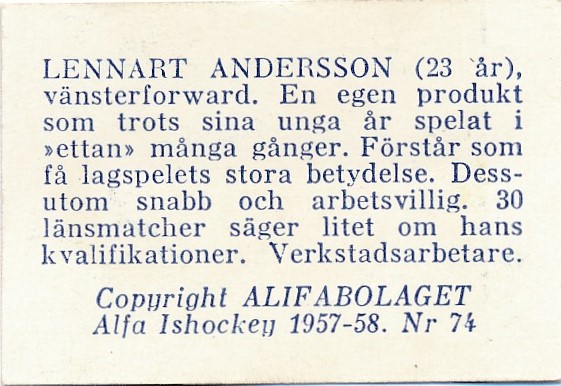 LENNART ANDERSSON (23 år),
vänsterforward. En egen produkt
som trots sina unga år spelat i
»ettan» många gånger. Förstår som
få lagspelets stora betydelse. Dess-
utom snabb och arbetsvillig. 30
länsmatcher säger litet om hans
kvalifikationer. Verkstadsarbetare.
Copyright ALIFABOLAGET
Alfa Ishockey 1957-58. Nr 74